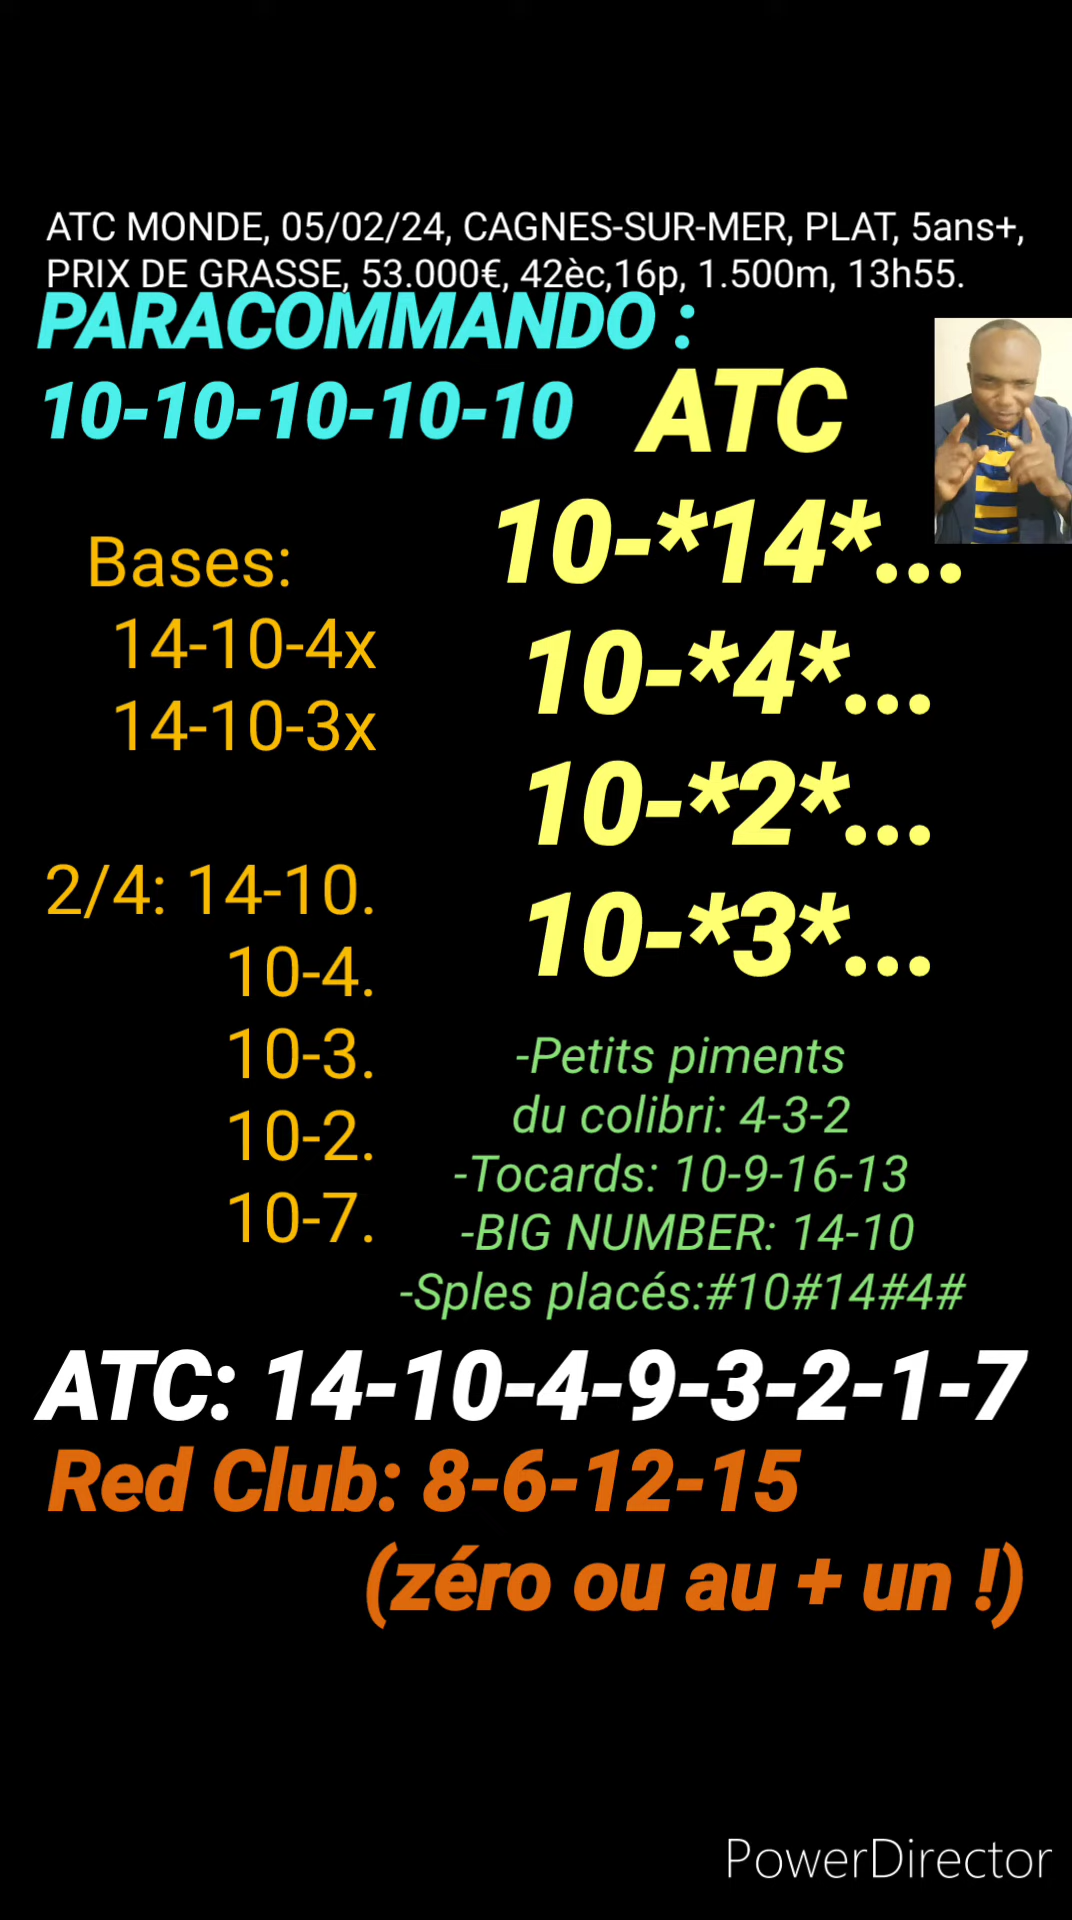 ATC MONDE, 05/02/24, CAGNES-SUR-MER, PLAT, 5ans+,
PRIX DE GRASSE, 53.000€, 42èc,16p, 1.500m, 13h55.
PARACOMMANDO :
10-10-10-10-10
ATC
10-*14*...
10-*4*...
10-*2*...
10-*3*...
Bases:
14-10-4x
14-10-3x
2/4: 14-10.
10-4.
10-3.
10-2.
10-7.
-Petits piments
du colibri: 4-3-2
-Tocards: 10-9-16-13
-BIG NUMBER: 14-10
-Sples placés:#10#14#4#
ATC: 14-10-4-9-3-2-1-7
Red Club: 8-6-12-15
(zéro ou au + un !)
PowerDirector